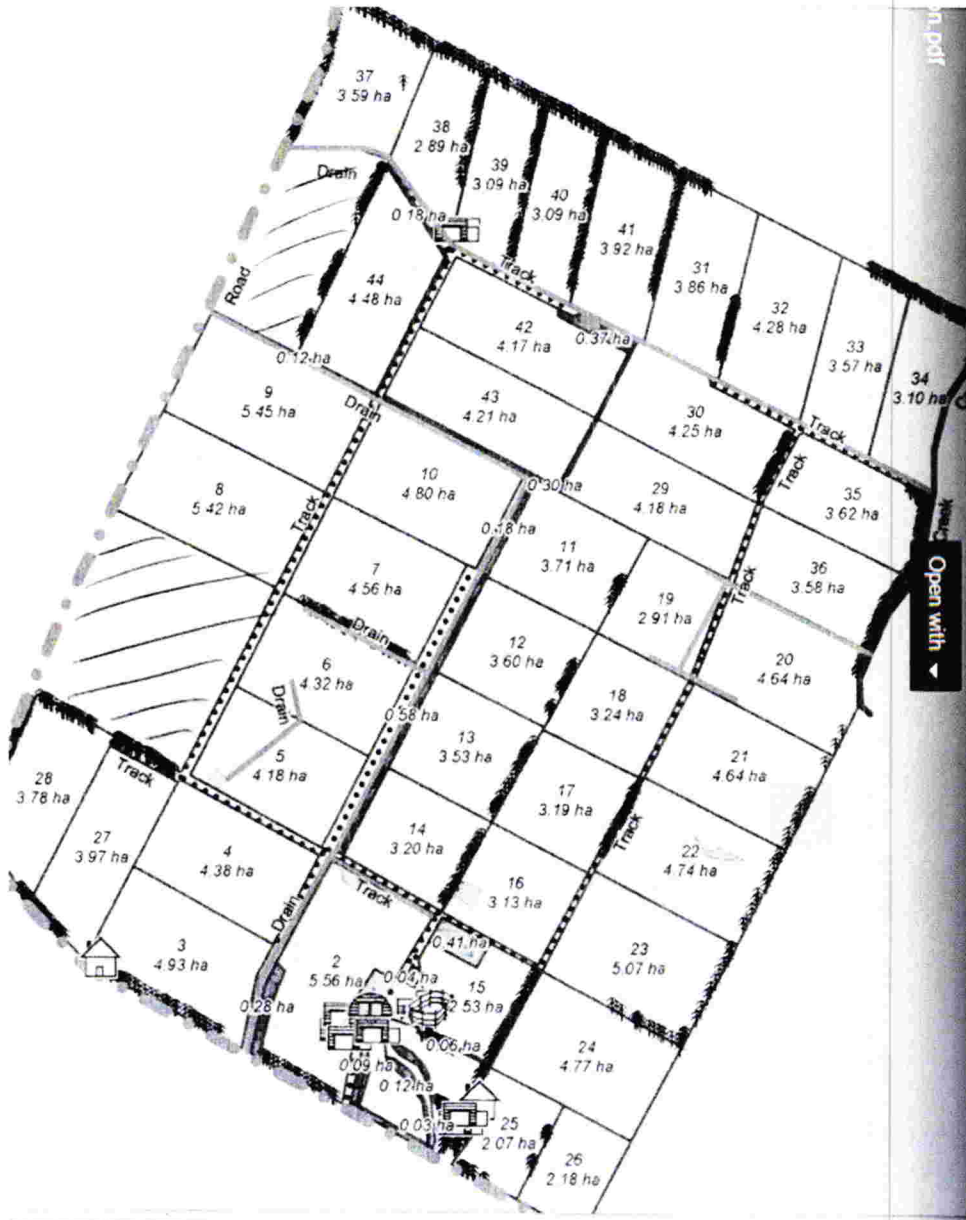 on.pdf
Open with
37
3.59 ha
38
2.89 ha
39
3.09 ha
40
3.09 ha
41
3.92 ha
31
3.86 ha
32
4.28 ha
33
3.57 ha
34
3.10 ha
Drain
0.18 ha
Track
Road
44
4.48 ha
42
4.17 ha
0.37 ha
Track
Creek
0.12 ha
Drain
43
4.21 ha
30
4.25 ha
9
5.45 ha
Track
35
3.62 ha
8
5.42 ha
10
4.80 ha
0.30 ha
29
4.18 ha
Track
0.18 ha
11
3.71 ha
36
3.58 ha
Track
7
4.56 ha
Drain
19
2.91 ha
12
3.60 ha
20
4.64 ha
6
4.32 ha
Drain
18
3.24 ha
0.58 ha
13
3.53 ha
21
4.64 ha
5
4.18 ha
17
3.19 ha
28
3.78 ha
Track
14
3.20 ha
Track
22
4.74 ha
27
3.97 ha
4
4.38 ha
16
3.13 ha
Track
Drain
0.41 ha
23
5.07 ha
3
4.93 ha
2
5.56 ha
0.04 ha
15
2.53 ha
0.28 ha
0.06 ha
24
4.77 ha
0.09 ha
0.12 ha
0.03 ha
25
2.07 ha
26
2.18 ha